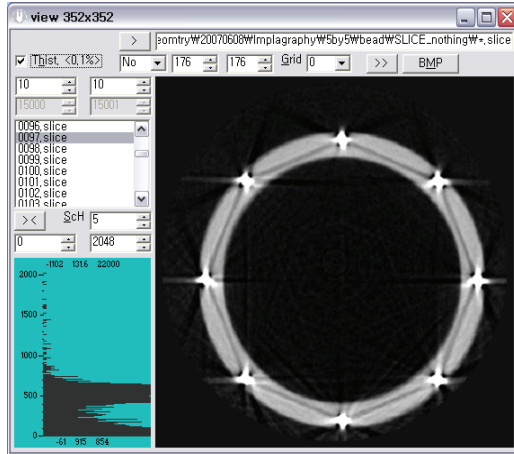 view 352x352
> eomtry₩20070608₩Implagraphy₩5by5₩bead₩SLICE_nothing₩*.slice
Thist, <0,1%> No 176 176 Grid 0 >> BMP
10 10
15000 15001
0096.slice
0097.slice
0098.slice
0099.slice
0100.slice
0101.slice
0102.slice
0103.slice
>< ScH 5
0 2048
-1102 131.6 22000
2000
1500
1000
500
0
-61 915 854